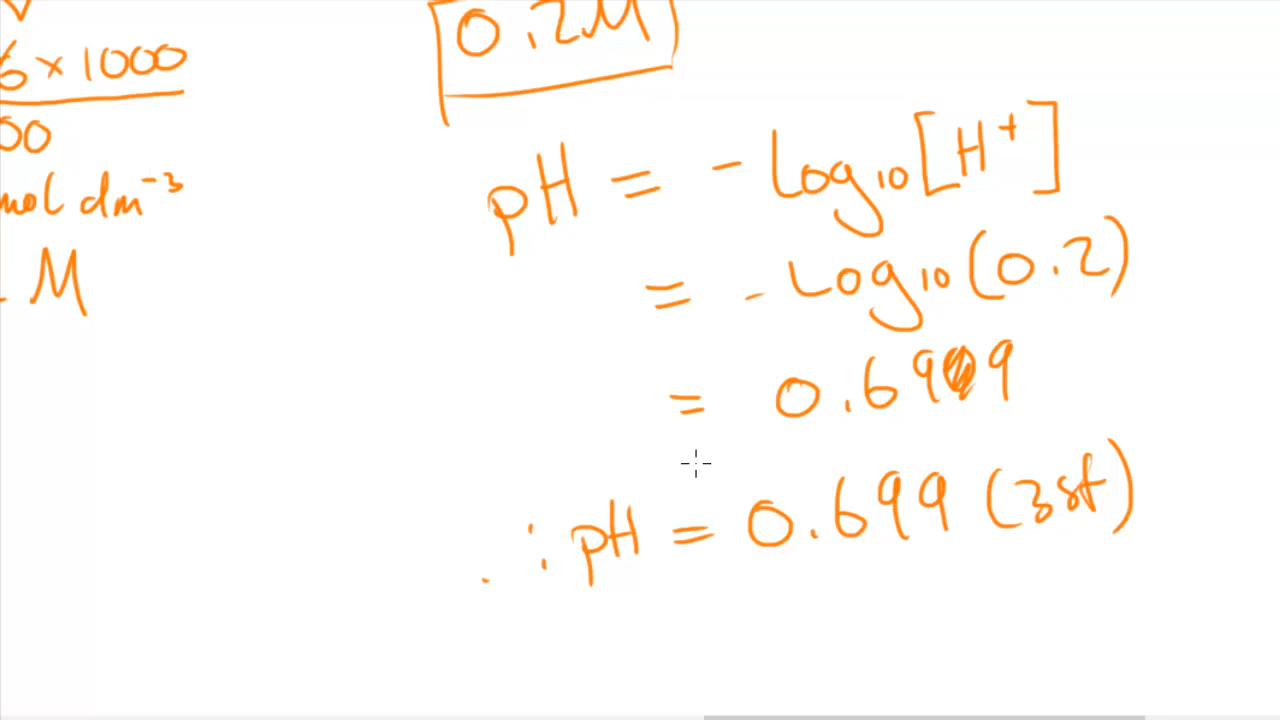 6 × 1000
00
mol dm⁻³
M
0.2M
pH = - log₁₀[H⁺]
= - log₁₀(0.2)
= 0.699
∴ pH = 0.699 (3sf)